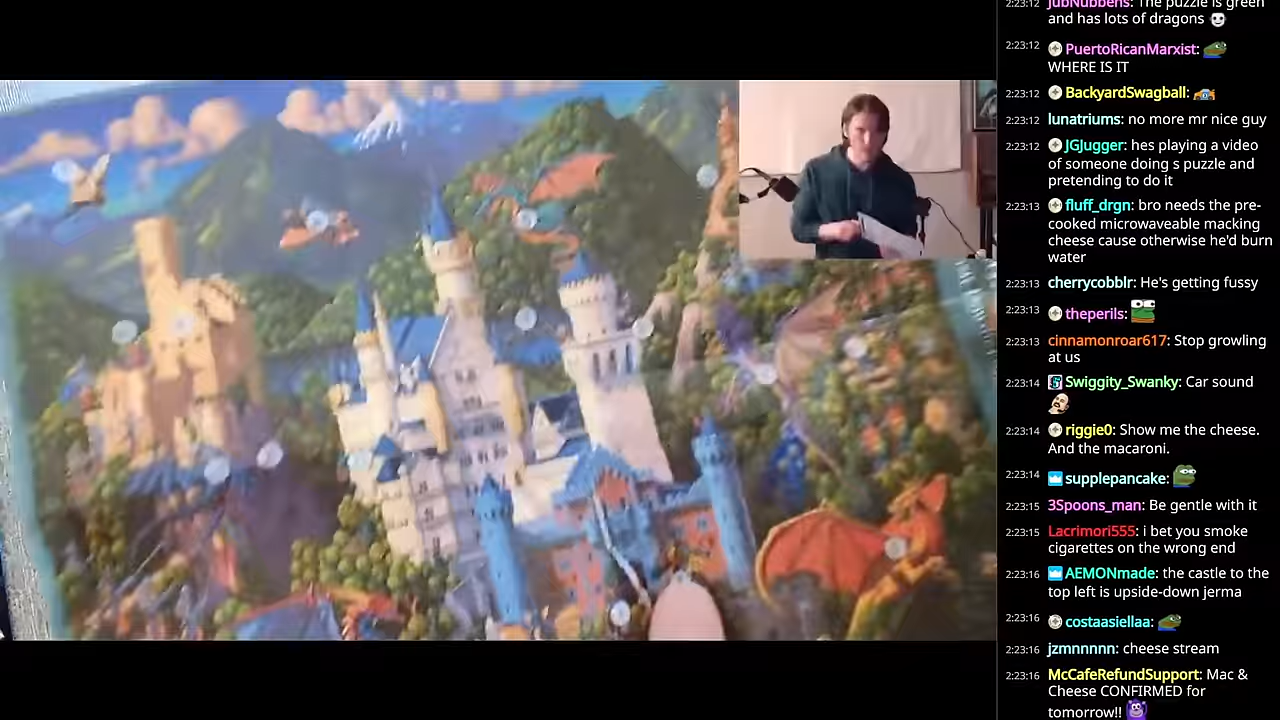 2:23:12 JubNubbens: The puzzle is green
and has lots of dragons
2:23:12 PuertoRicanMarxist:
WHERE IS IT
2:23:12 BackyardSwagball:
2:23:12 lunatriums: no more mr nice guy
2:23:12 JGJugger: hes playing a video
of someone doing s puzzle and
pretending to do it
2:23:13 fluff_drgn: bro needs the pre-
cooked microwaveable macking
cheese cause otherwise he'd burn
water
2:23:13 cherrycobblr: He's getting fussy
2:23:13 theperils:
2:23:13 cinnamonroar617: Stop growling
at us
2:23:14 Swiggity_Swanky: Car sound
2:23:14 riggie0: Show me the cheese.
And the macaroni.
2:23:14 supplepancake:
2:23:15 3Spoons_man: Be gentle with it
2:23:15 Lacrimori555: i bet you smoke
cigarettes on the wrong end
2:23:16 AEMONmade: the castle to the
top left is upside-down jerma
2:23:16 costaasiellaa:
2:23:16 jzmnnnnn: cheese stream
2:23:16 McCafeRefundSupport: Mac &
Cheese CONFIRMED for
tomorrow!!